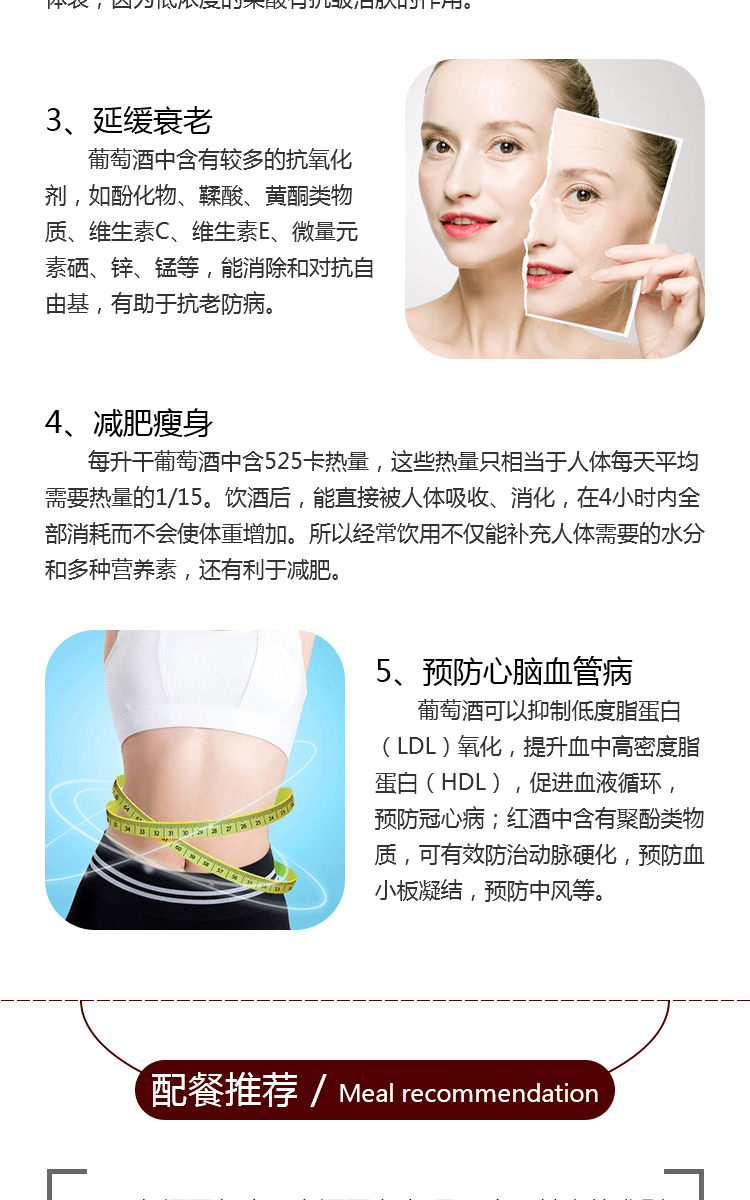 3、延缓衰老
葡萄酒中含有较多的抗氧化
剂，如酚化物、鞣酸、黄酮类物
质、维生素C、维生素E、微量元
素硒、锌、锰等，能消除和对抗自
由基，有助于抗老防病。
4、减肥瘦身
每升干葡萄酒中含525卡热量，这些热量只相当于人体每天平均
需要热量的1/15。饮酒后，能直接被人体吸收、消化，在4小时内全
部消耗而不会使体重增加。所以经常饮用不仅能补充人体需要的水分
和多种营养素，还有利于减肥。
5、预防心脑血管病
葡萄酒可以抑制低度脂蛋白
（LDL）氧化，提升血中高密度脂
蛋白（HDL），促进血液循环，
预防冠心病；红酒中含有聚酚类物
质，可有效防治动脉硬化，预防血
小板凝结，预防中风等。
配餐推荐 / Meal recommendation